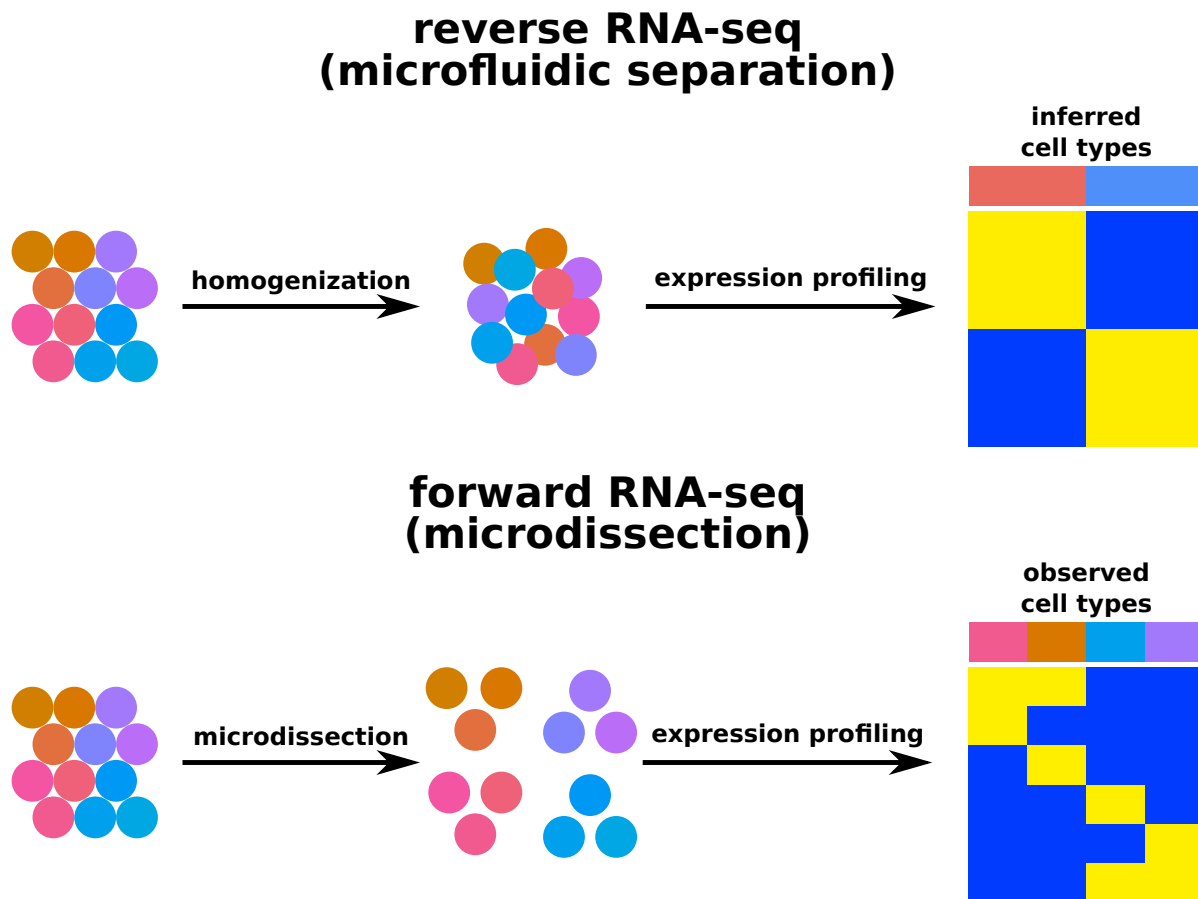 reverse RNA-seq
(microfluidic separation)
inferred
cell types
homogenization
expression profiling
forward RNA-seq
(microdissection)
observed
cell types
microdissection
expression profiling